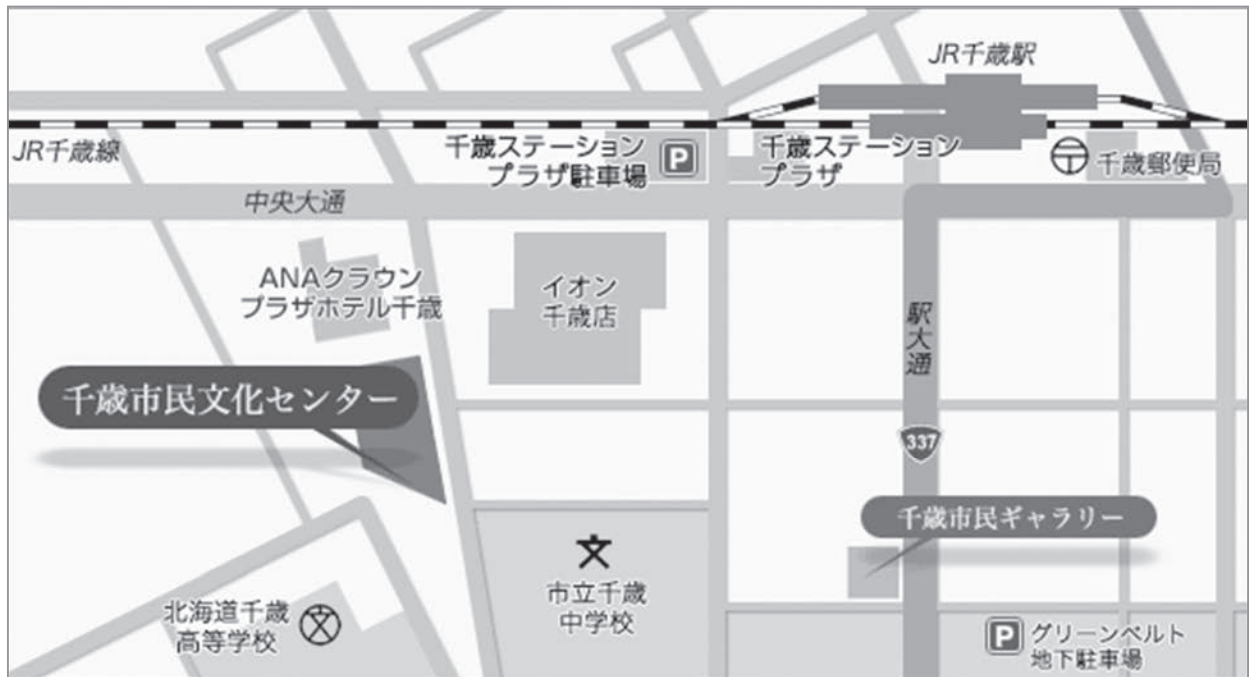 JR千歳駅
JR千歳線
千歳ステーション
プラザ駐車場
P
千歳ステーション
プラザ
千歳郵便局
中央大通
ANAクラウン
プラザホテル千歳
イオン
千歳店
駅大通
千歳市民文化センター
337
千歳市民ギャラリー
市立千歳
中学校
北海道千歳
高等学校
P
グリーンベルト
地下駐車場